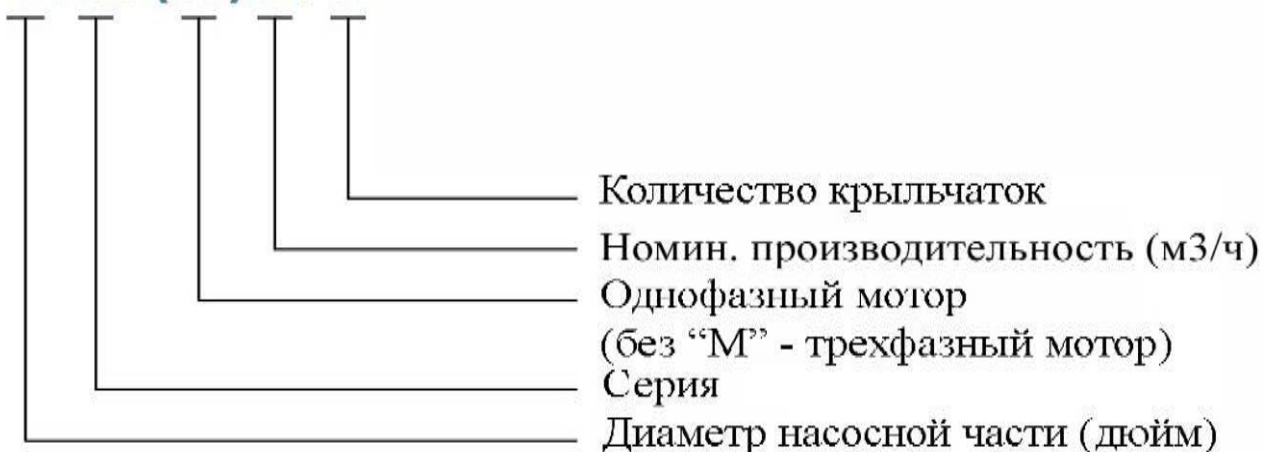 Количество крыльчаток
Номин. производительность (м3/ч)
Однофазный мотор
(без “М” - трехфазный мотор)
Серия
Диаметр насосной части (дюйм)